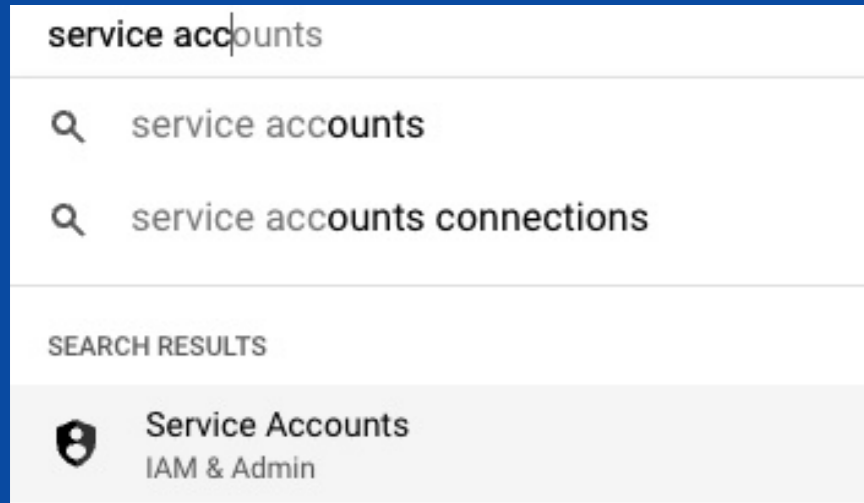 service accounts
service accounts
service accounts connections
SEARCH RESULTS
Service Accounts
IAM & Admin